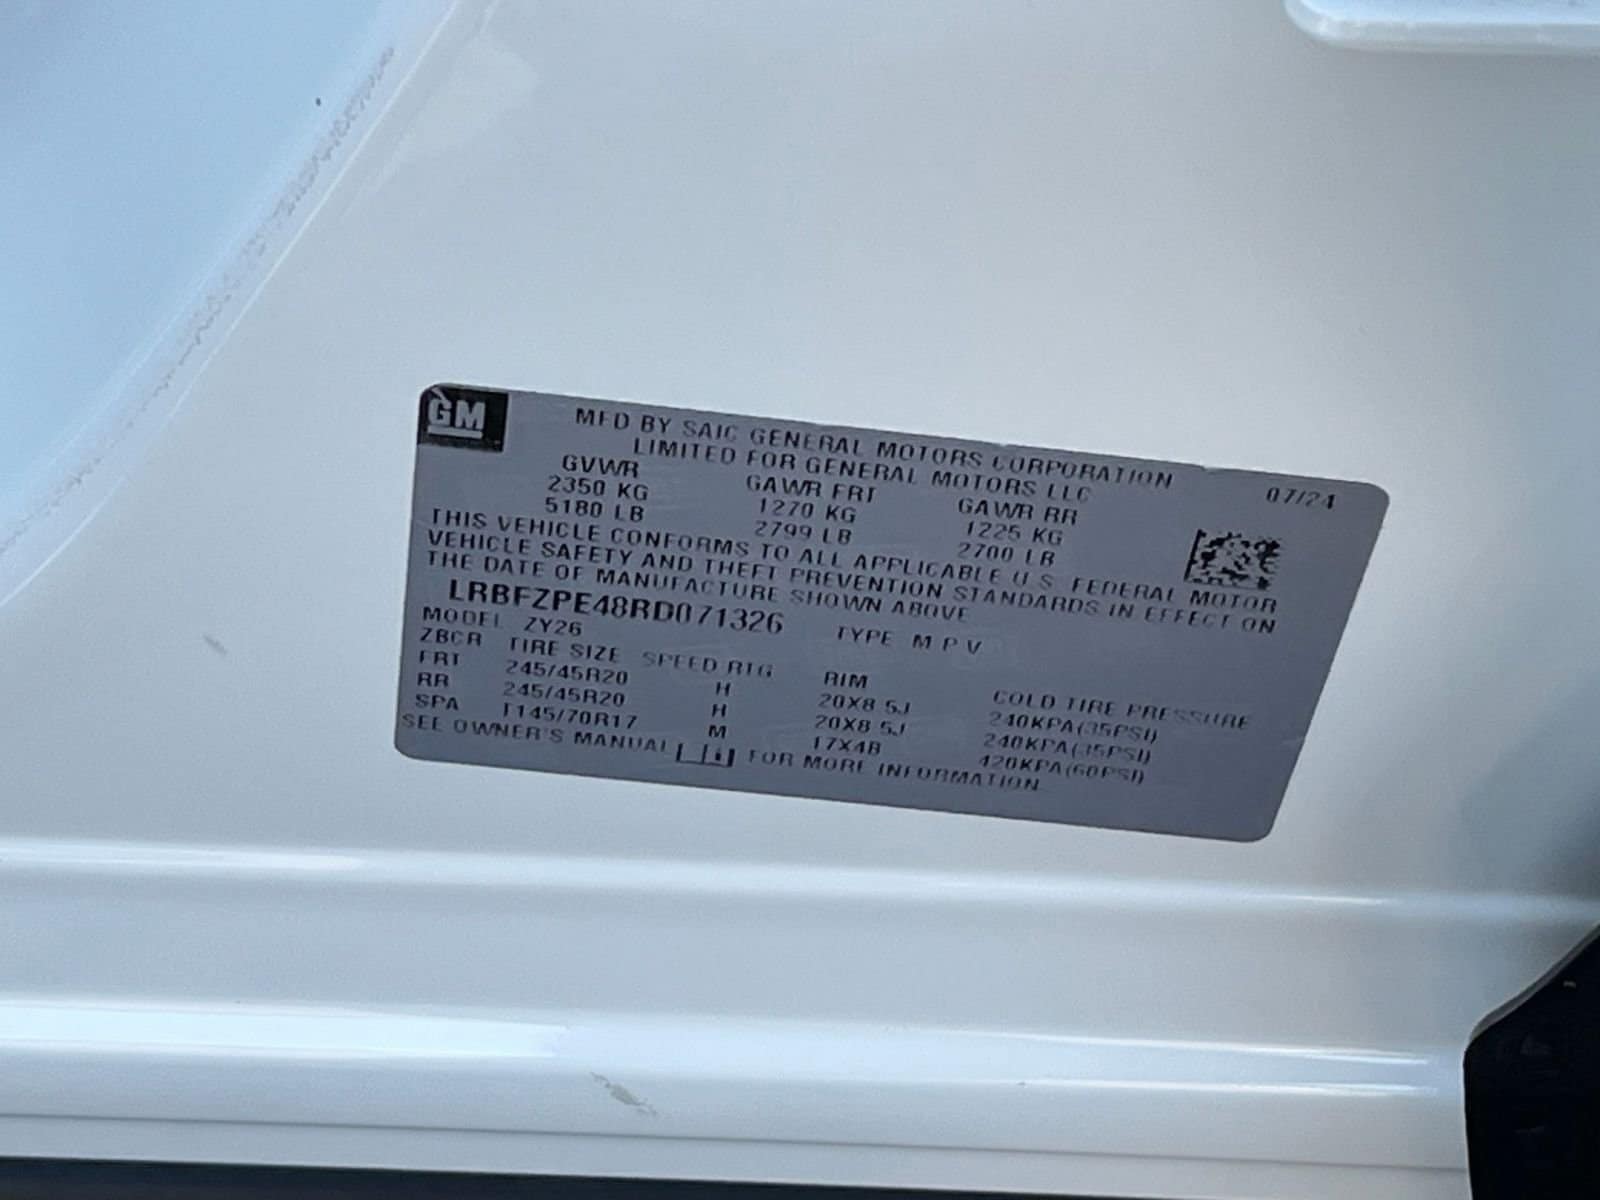 GM
MFD BY SAIC GENERAL MOTORS CORPORATION
LIMITED FOR GENERAL MOTORS LLC
07/24
GVWR GAWR FRT GAWR RR
2350 KG 1270 KG 1225 KG
5180 LB 2799 LB 2700 LB
THIS VEHICLE CONFORMS TO ALL APPLICABLE U.S. FEDERAL MOTOR
VEHICLE SAFETY AND THEFT PREVENTION STANDARDS IN EFFECT ON
THE DATE OF MANUFACTURE SHOWN ABOVE
LRBFZPE48RD071326 TYPE M P V
MODEL ZY26
ZBCR TIRE SIZE SPEED RTG RIM COLD TIRE PRESSURE
FRT 245/45R20 H 20X8.5J 240KPA(35PSI)
RR 245/45R20 H 20X8.5J 240KPA(35PSI)
SPA T145/70R17 M 17X4B 420KPA(60PSI)
SEE OWNER'S MANUAL FOR MORE INFORMATION